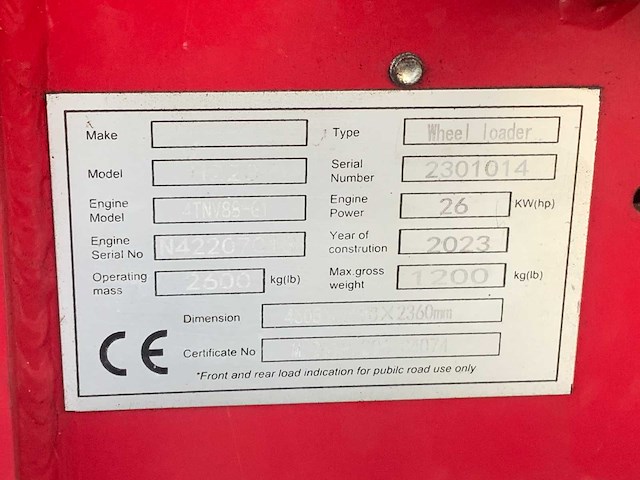 Make Type Wheel loader
Model Serial Number 2301014
Engine Model Engine Power 26 KW(hp)
Engine Serial No Year of constrution 2023
Operating mass 2600 kg(lb) Max.gross weight 1200 kg(lb)
Dimension X2360mm
CE Certificate No
*Front and rear load indication for pubilc road use only